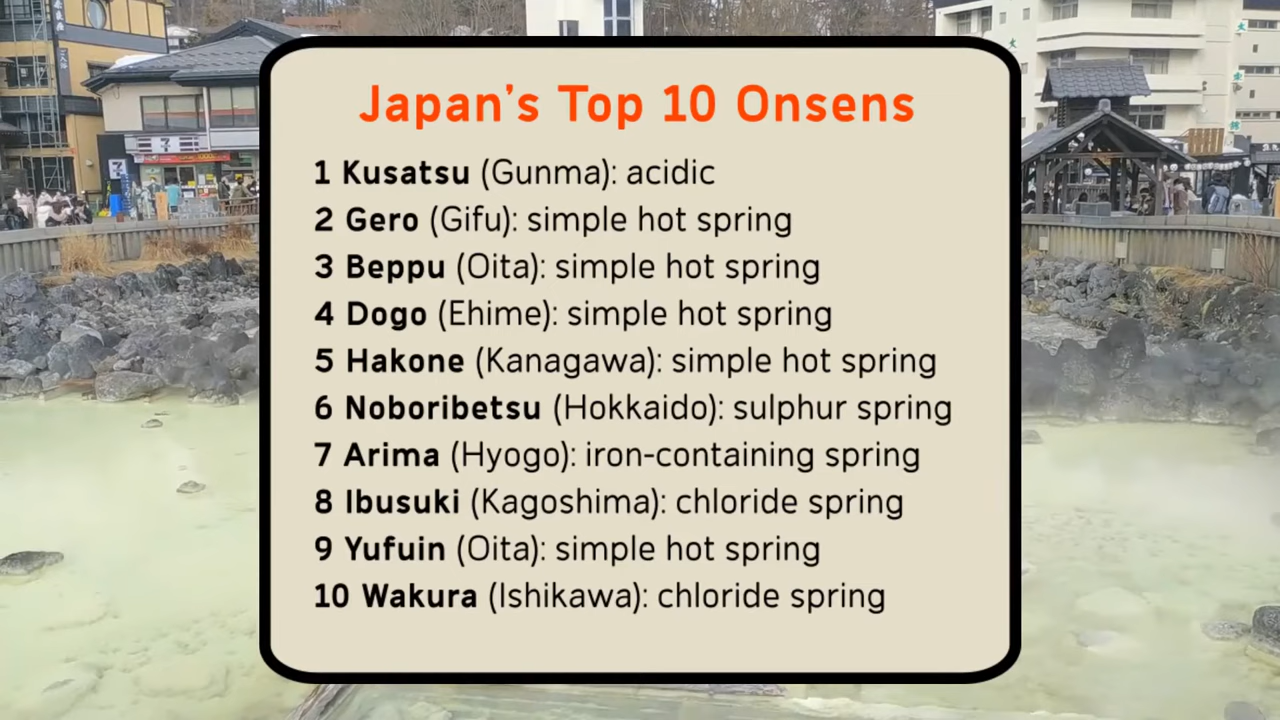 Japan's Top 10 Onsens
1 Kusatsu (Gunma): acidic
2 Gero (Gifu): simple hot spring
3 Beppu (Oita): simple hot spring
4 Dogo (Ehime): simple hot spring
5 Hakone (Kanagawa): simple hot spring
6 Noboribetsu (Hokkaido): sulphur spring
7 Arima (Hyogo): iron-containing spring
8 Ibusuki (Kagoshima): chloride spring
9 Yufuin (Oita): simple hot spring
10 Wakura (Ishikawa): chloride spring